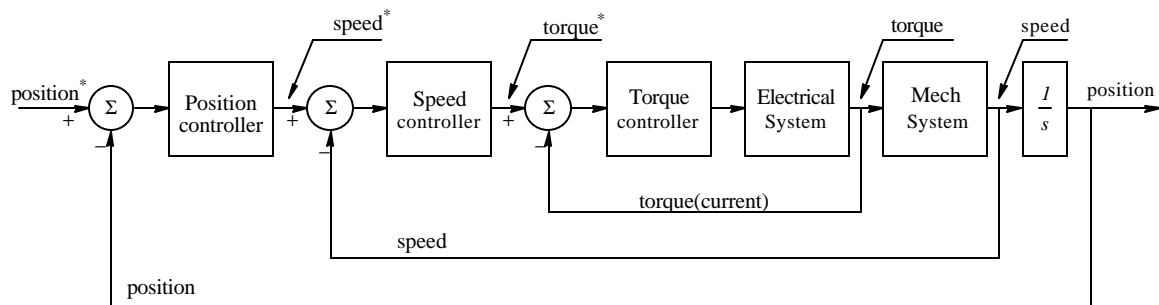 speed*
torque*
torque
speed
position*
+
−
Σ
Position
controller
+
−
Σ
Speed
controller
+
−
Σ
Torque
controller
Electrical
System
Mech
System
1
s
position
torque(current)
speed
position